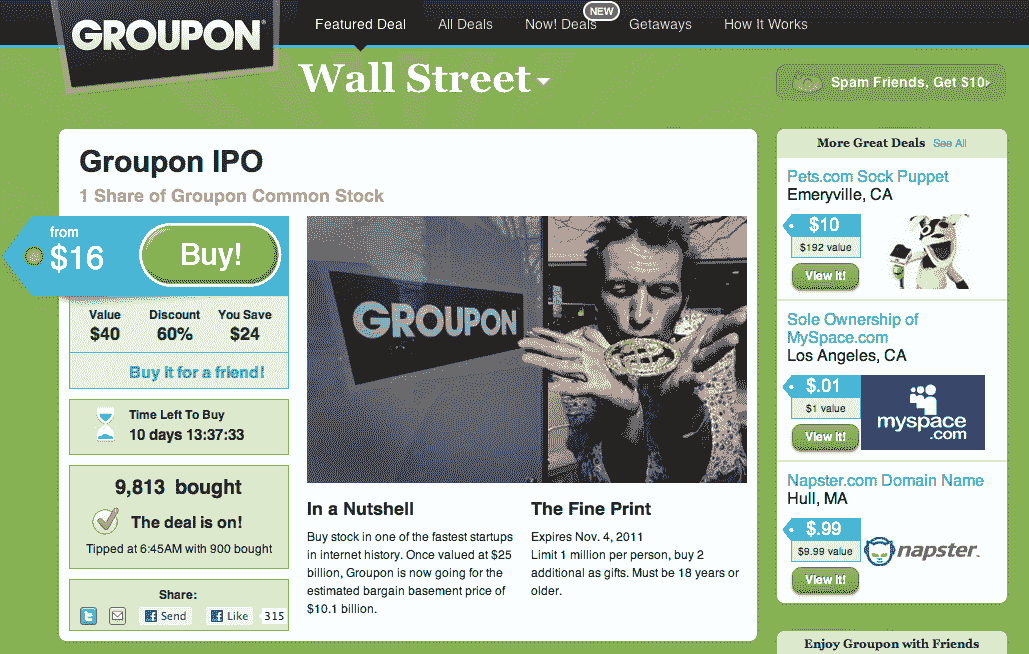 GROUPON
Featured Deal
All Deals
Now! Deals
NEW
Getaways
How It Works
Wall Street
Spam Friends, Get $10
Groupon IPO
1 Share of Groupon Common Stock
from
$16
Buy!
Value Discount You Save
$40 60% $24
Buy it for a friend!
Time Left To Buy
10 days 13:37:33
9,813 bought
The deal is on!
Tipped at 6:45AM with 900 bought
Share:
Send
Like
315
GROUPON
In a Nutshell
Buy stock in one of the fastest startups
in internet history. Once valued at $25
billion, Groupon is now going for the
estimated bargain basement price of
$10.1 billion.
The Fine Print
Expires Nov. 4, 2011
Limit 1 million per person, buy 2
additional as gifts. Must be 18 years or
older.
More Great Deals See All
Pets.com Sock Puppet
Emeryville, CA
$10
$192 value
View It!
Sole Ownership of
MySpace.com
Los Angeles, CA
$.01
$1 value
View It!
myspace
.com
Napster.com Domain Name
Hull, MA
$.99
$9.99 value
View It!
napster.
Enjoy Groupon with Friends